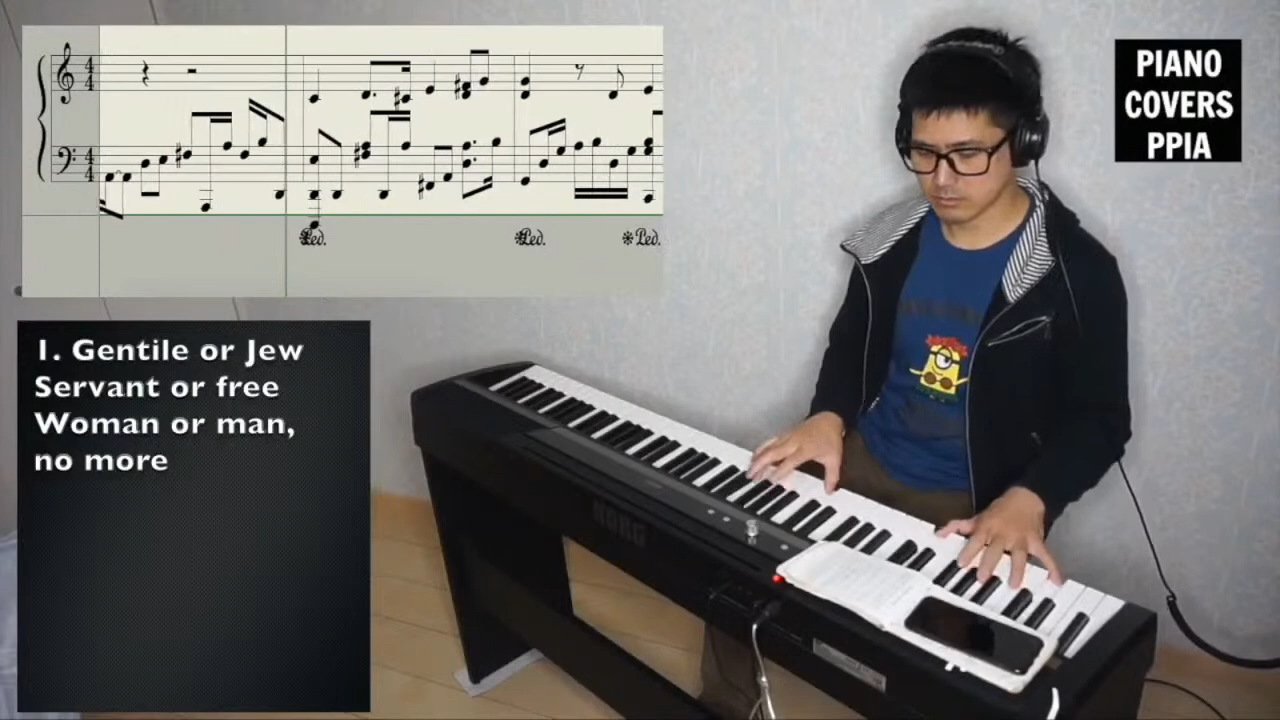 PIANO
COVERS
PPIA
1. Gentile or Jew
Servant or free
Woman or man,
no more
KORG